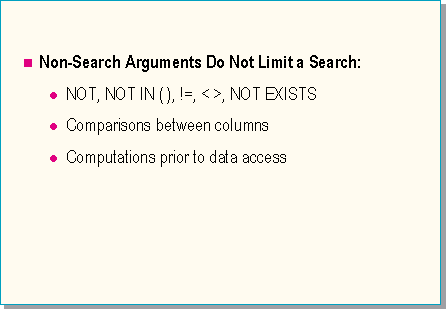 Non-Search Arguments Do Not Limit a Search:
NOT, NOT IN ( ), !=, < >, NOT EXISTS
Comparisons between columns
Computations prior to data access